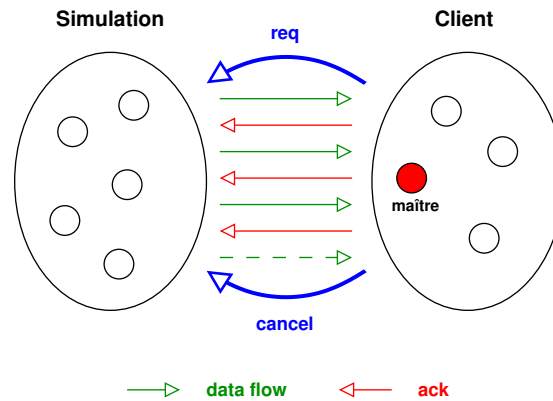 Simulation
Client
req
maître
cancel
data flow
ack